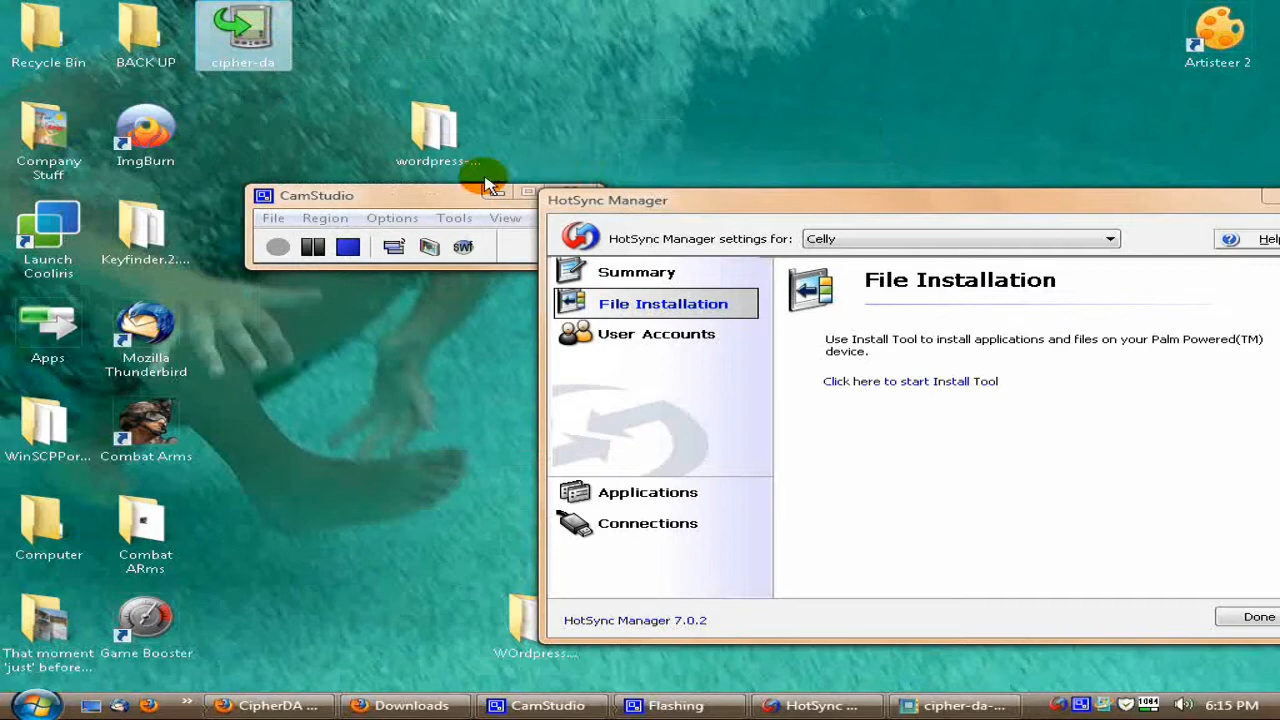 Recycle Bin
BACK UP
cipher-da
Artisteer 2
Company
Stuff
ImgBurn
wordpress-...
Launch
Cooliris
Keyfinder.2....
Apps
Mozilla
Thunderbird
WinSCPPor...
Combat Arms
Computer
Combat
ARms
That moment
'just' before...
Game Booster
WOrdpress....
CamStudio
File
Region
Options
Tools
View
SWF
HotSync Manager
HotSync Manager settings for:
Celly
Help
Summary
File Installation
User Accounts
Applications
Connections
File Installation
Use Install Tool to install applications and files on your Palm Powered(TM)
device.
Click here to start Install Tool
HotSync Manager 7.0.2
Done
CipherDA ...
Downloads
CamStudio
Flashing
HotSync ...
cipher-da-...
1064
6:15 PM